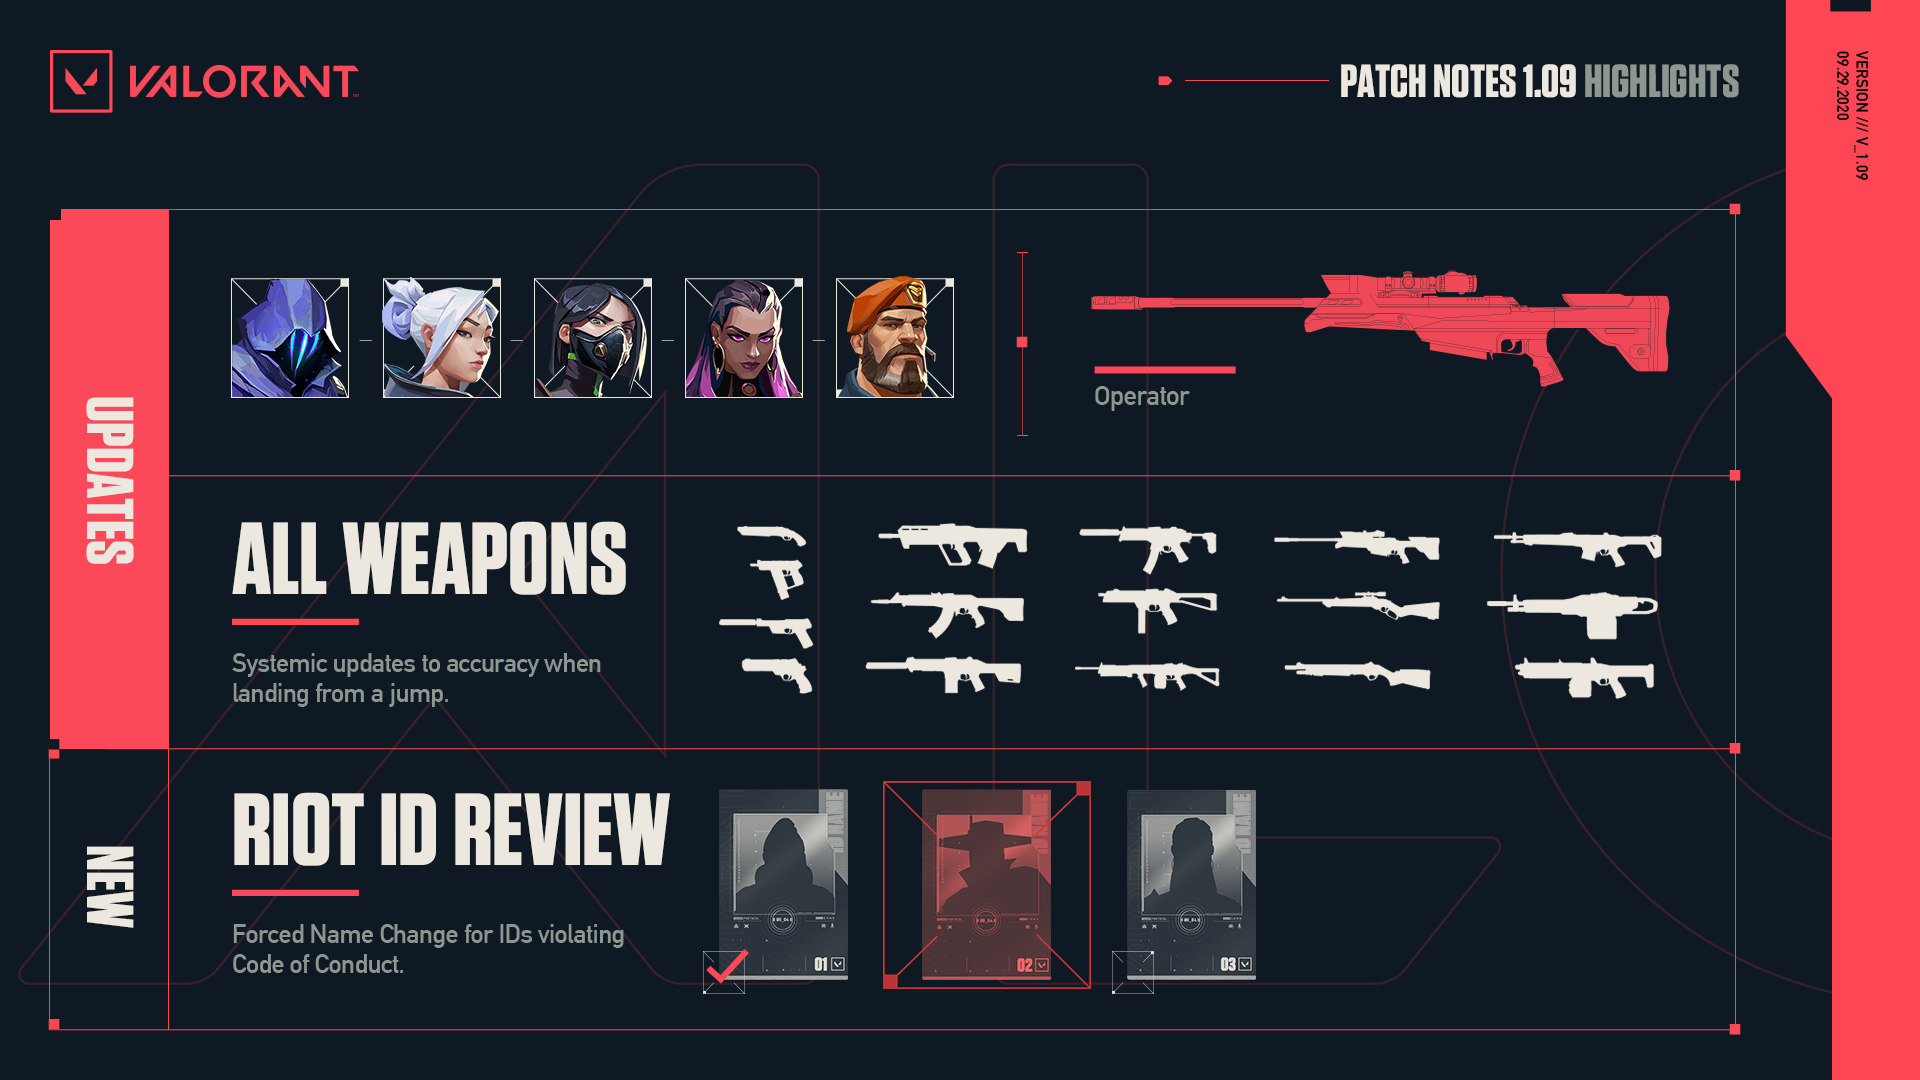 VALORANT™
PATCH NOTES 1.09 HIGHLIGHTS
VERSION /// V_1.09
09.29.2020
UPDATES
Operator
ALL WEAPONS
Systemic updates to accuracy when
landing from a jump.
NEW
RIOT ID REVIEW
Forced Name Change for IDs violating
Code of Conduct.
01
02
03